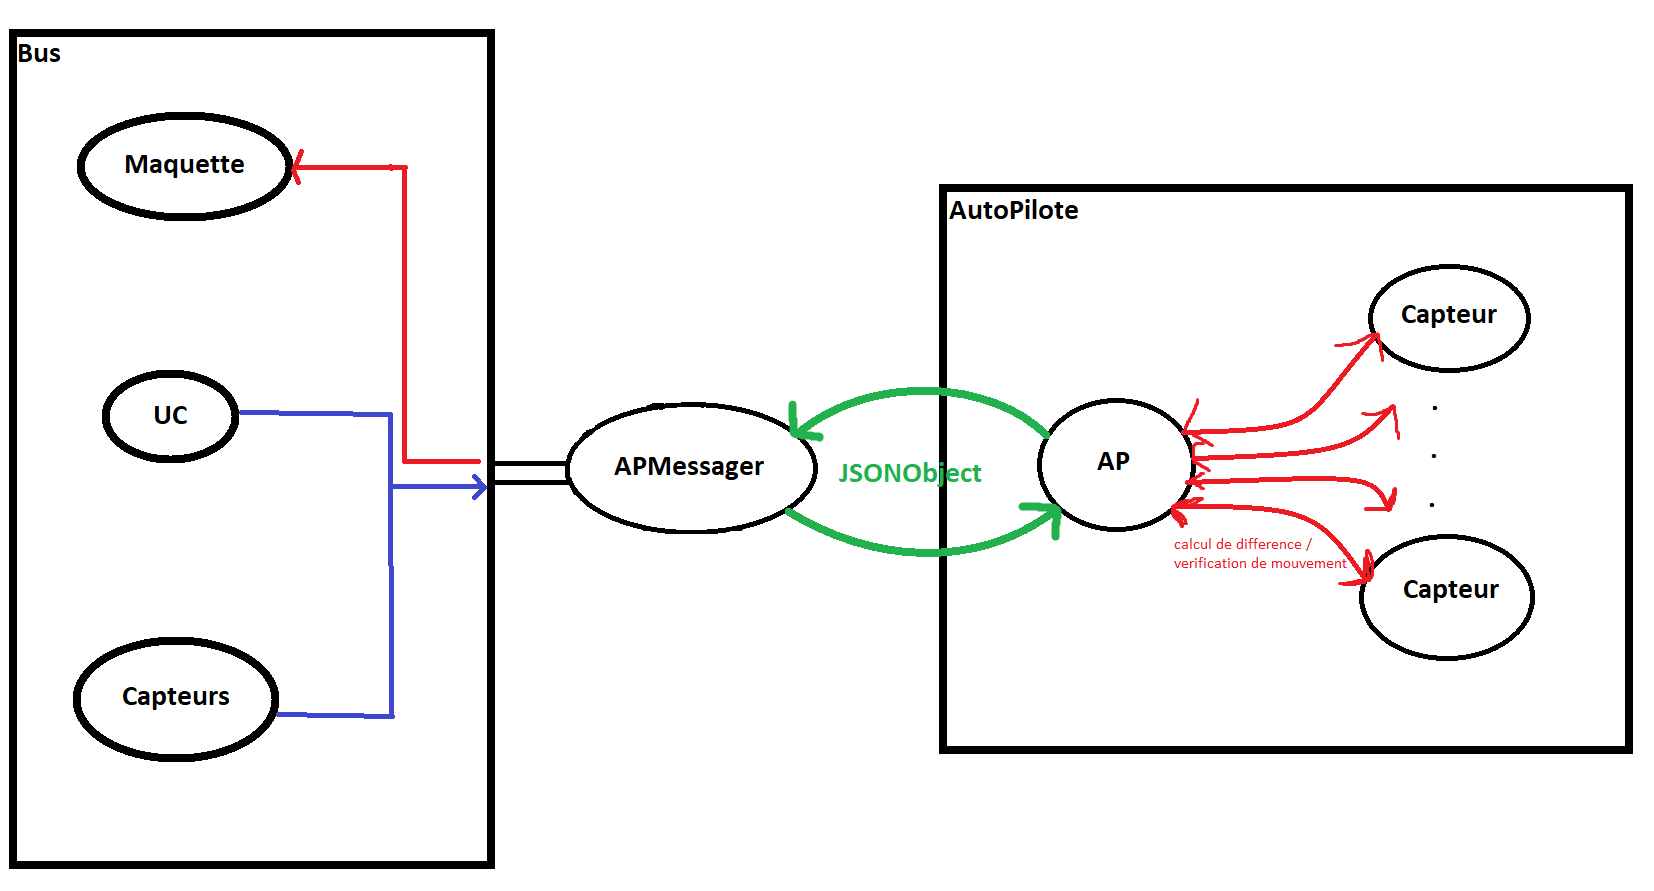 Bus
Maquette
UC
Capteurs
APMessager
JSONObject
AutoPilote
AP
Capteur
.
.
.
Capteur
calcul de difference /
verification de mouvement